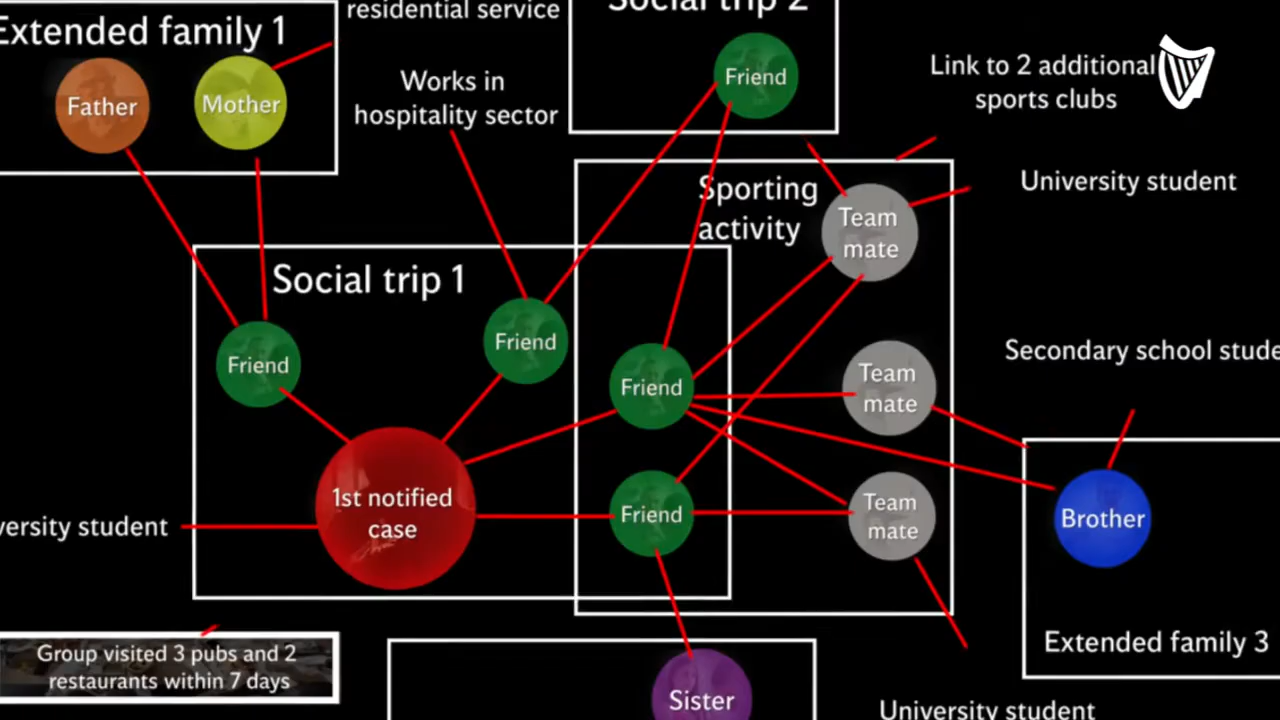 residential service
Social trip 2
Extended family 1
Father
Mother
Works in
hospitality sector
Friend
Link to 2 additional
sports clubs
University student
Sporting
activity
Team
mate
Social trip 1
Friend
Friend
Friend
Team
mate
Secondary school stude
1st notified
case
versity student
Friend
Team
mate
Brother
Extended family 3
Group visited 3 pubs and 2
restaurants within 7 days
Sister
University student